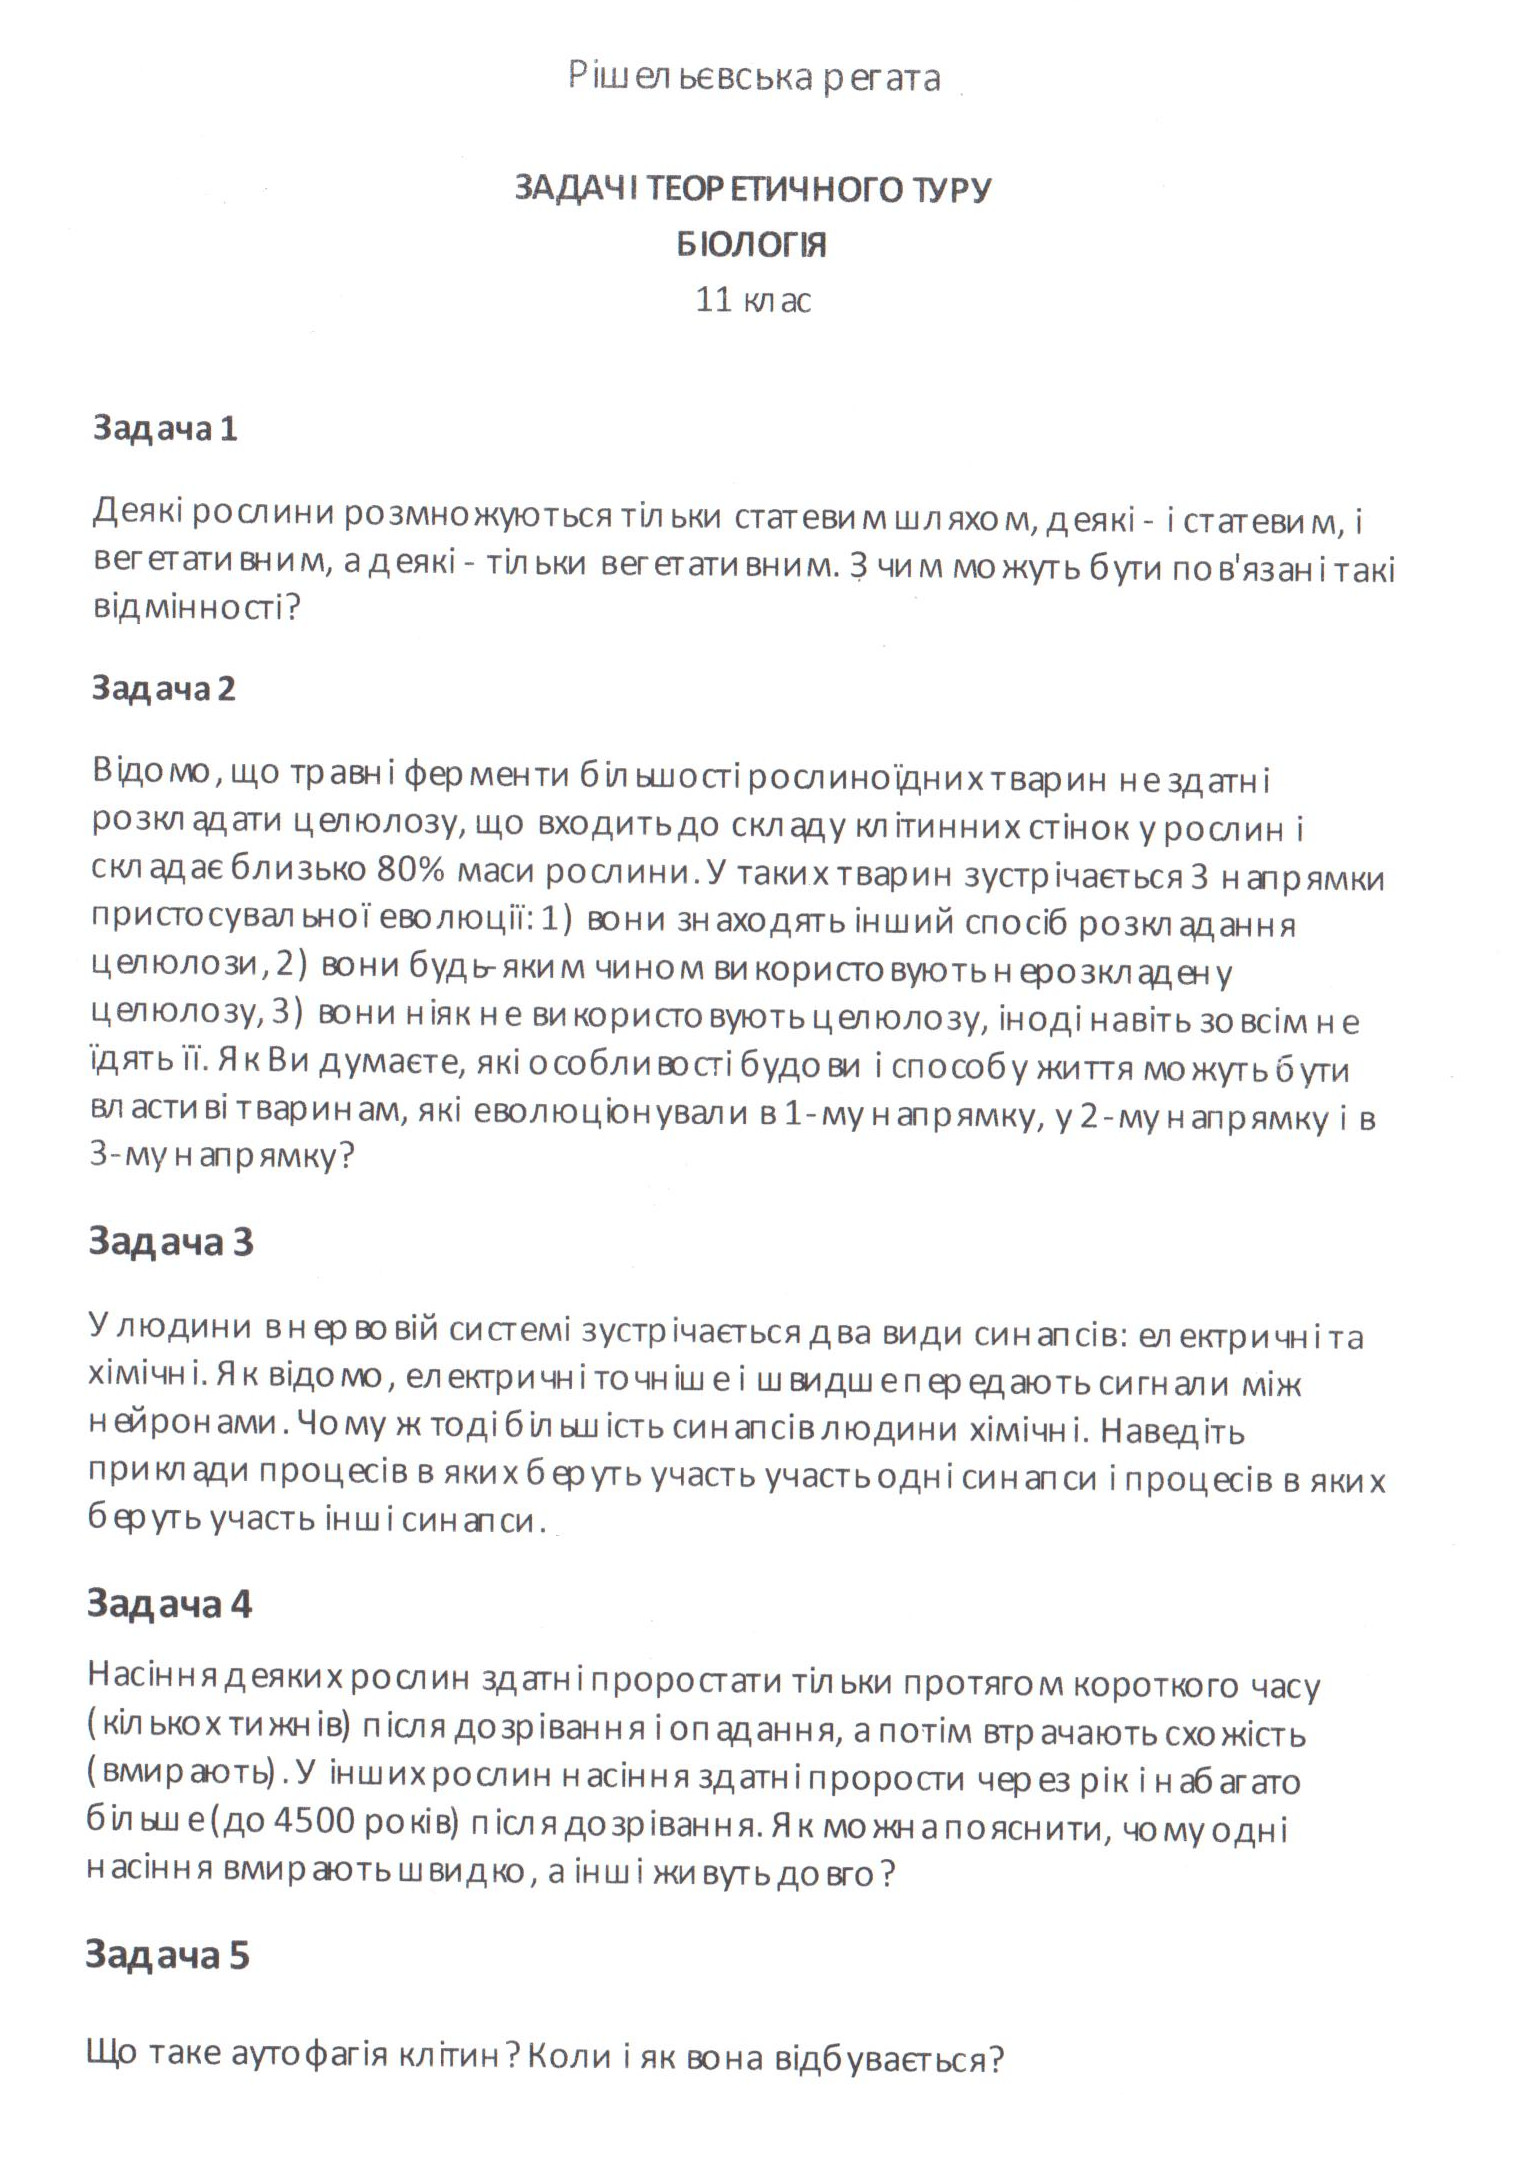 Рішельєвська регата
ЗАДАЧІ ТЕОРЕТИЧНОГО ТУРУ
БІОЛОГІЯ
11 клас
Задача 1
Деякі рослини розмножуються тільки статевим шляхом, деякі - і статевим, і
вегетативним, а деякі - тільки вегетативним. З чим можуть бути пов'язані такі
відмінності?
Задача 2
Відомо, що травні ферменти більшості рослиноїдних тварин не здатні
розкладати целюлозу, що входить до складу клітинних стінок у рослин і
складає близько 80% маси рослини. У таких тварин зустрічається 3 напрямки
пристосувальної еволюції: 1) вони знаходять інший спосіб розкладання
целюлози, 2) вони будь-яким чином використовують нерозкладену
целюлозу, 3) вони ніяк не використовують целюлозу, іноді навіть зовсім не
їдять її. Як Ви думаєте, які особливості будови і способу життя можуть бути
властиві тваринам, які еволюціонували в 1-му напрямку, у 2-му напрямку і в
3-му напрямку?
Задача 3
У людини в нервовій системі зустрічається два види синапсів: електричні та
хімічні. Як відомо, електричні точніше і швидше передають сигнали між
нейронами. Чому ж тоді більшість синапсів людини хімічні. Наведіть
приклади процесів в яких беруть участь участь одні синапси і процесів в яких
беруть участь інші синапси.
Задача 4
Насіння деяких рослин здатні проростати тільки протягом короткого часу
(кількох тижнів) після дозрівання і опадання, а потім втрачають схожість
(вмирають). У інших рослин насіння здатні прорости через рік і набагато
більше (до 4500 років) після дозрівання. Як можна пояснити, чому одні
насіння вмирають швидко, а інші живуть довго?
Задача 5
Що таке аутофагія клітин? Коли і як вона відбувається?